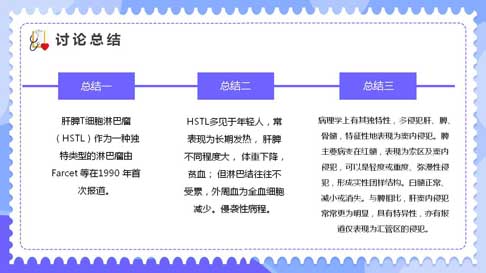 讨论总结
总结一
肝脾T细胞淋巴瘤
（HSTL）作为一种独
特类型的淋巴瘤由
Farcet 等在1990 年首
次报道。
总结二
HSTL多见于年轻人，常
表现为长期发热， 肝脾
不同程度大， 体重下降，
贫血； 但淋巴结往往不
受累，外周血为全血细胞
减少。侵袭性病程。
总结三
病理学上有其独特性，多侵犯肝、脾、
骨髓，特征性地表现为窦内侵犯。脾
主要病变在红髓，表现为索区及窦内
侵犯，可以是轻度或重度、弥漫性侵
犯，形成实性团样结构。白髓正常、
减小或消失。与脾相比，肝窦内侵犯
常常更为明显，具有特异性，亦有报
道仅表现为汇管区的侵犯。